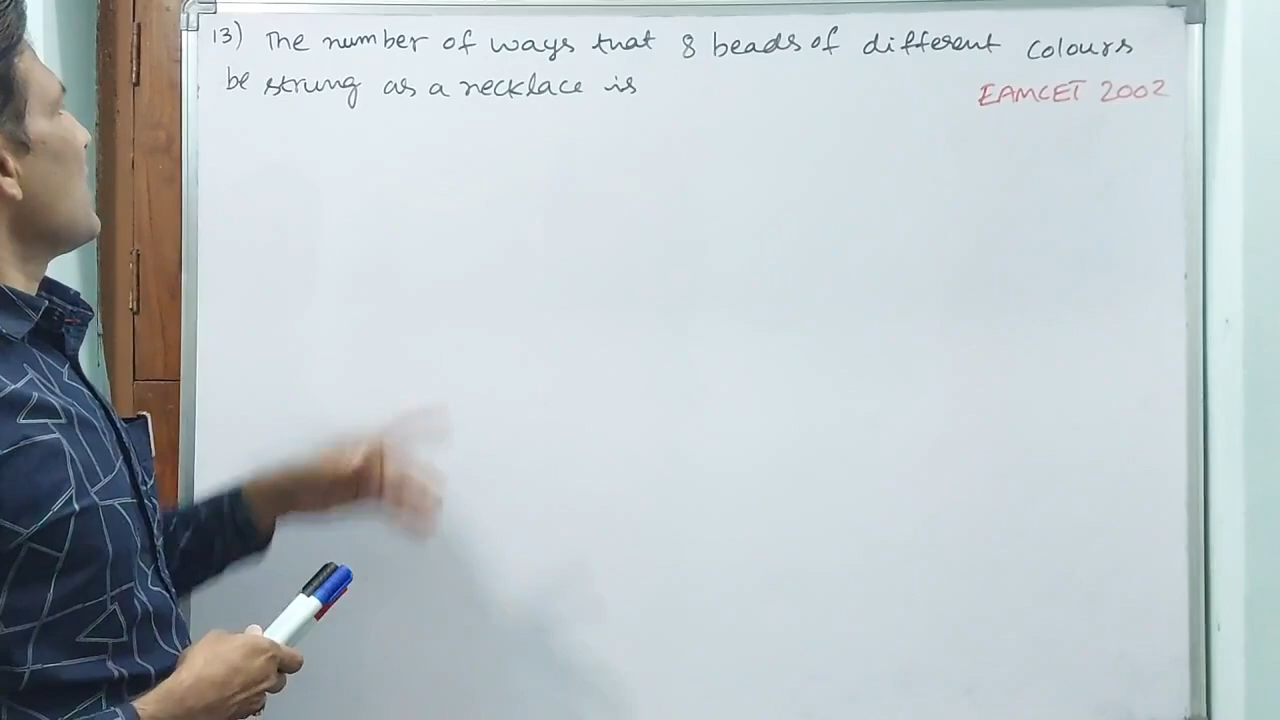 13) The number of ways that 8 beads of different colours
be strung as a necklace is
EAMCET 2002